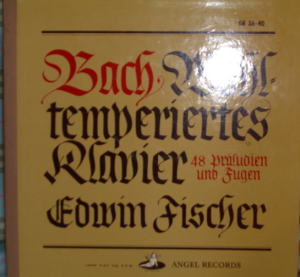 Bach, Wohl-
temperiertes
Klavier 48 Präludien
und Fugen
Edwin Fischer
ANGEL RECORDS